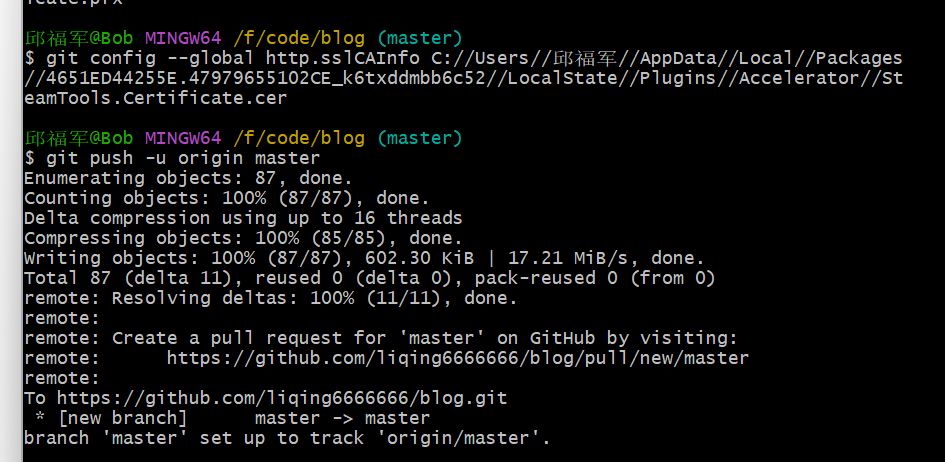 icate.pfx
邱福军@Bob MINGW64 /f/code/blog (master)
$ git config --global http.sslCAInfo C://Users//邱福军//AppData//Local//Packages
//4651ED44255E.47979655102CE_k6txddmbb6c52//LocalState//Plugins//Accelerator//St
eamTools.Certificate.cer
邱福军@Bob MINGW64 /f/code/blog (master)
$ git push -u origin master
Enumerating objects: 87, done.
Counting objects: 100% (87/87), done.
Delta compression using up to 16 threads
Compressing objects: 100% (85/85), done.
Writing objects: 100% (87/87), 602.30 KiB | 17.21 MiB/s, done.
Total 87 (delta 11), reused 0 (delta 0), pack-reused 0 (from 0)
remote: Resolving deltas: 100% (11/11), done.
remote:
remote: Create a pull request for 'master' on GitHub by visiting:
remote:      https://github.com/liqing6666666/blog/pull/new/master
remote:
To https://github.com/liqing6666666/blog.git
 * [new branch]      master -> master
branch 'master' set up to track 'origin/master'.